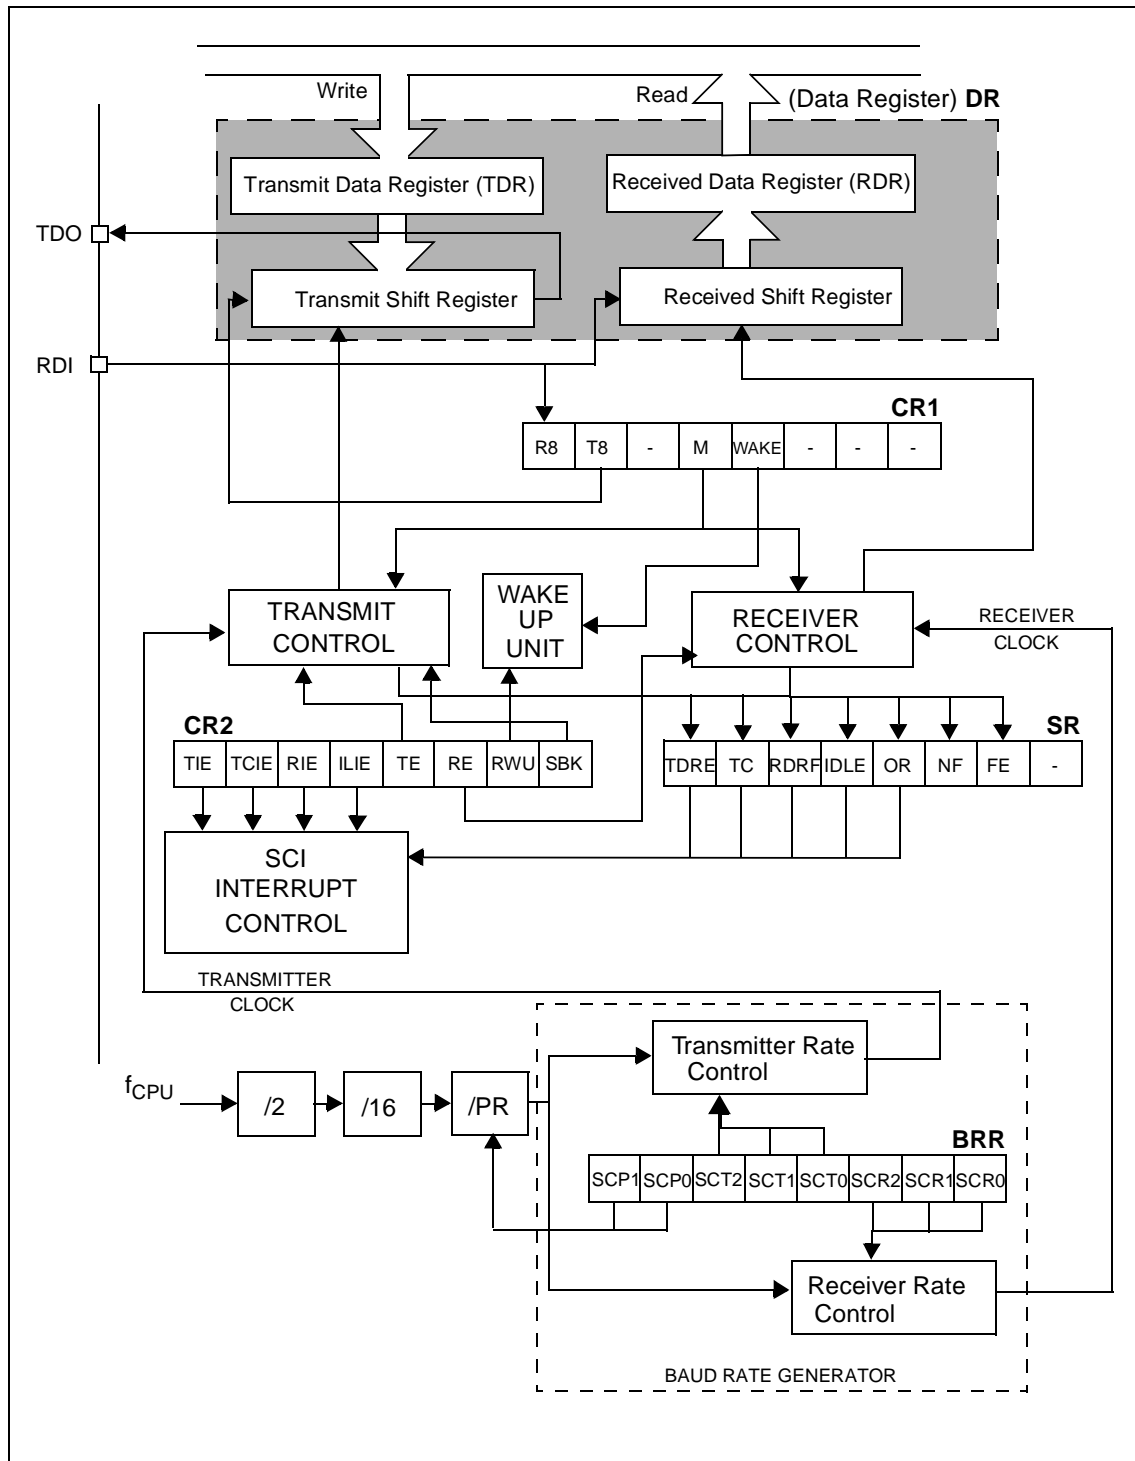 Write
Read
(Data Register) DR
Transmit Data Register (TDR)
Received Data Register (RDR)
TDO
Transmit Shift Register
Received Shift Register
RDI
CR1
R8 T8 - M WAKE - - -
TRANSMIT
CONTROL
WAKE
UP
UNIT
RECEIVER
CONTROL
RECEIVER
CLOCK
CR2
TIE TCIE RIE ILIE TE RE RWU SBK
SR
TDRE TC RDRF IDLE OR NF FE -
SCI
INTERRUPT
CONTROL
TRANSMITTER
CLOCK
Transmitter Rate
Control
fCPU
/2
/16
/PR
BRR
SCP1 SCP0 SCT2 SCT1 SCT0 SCR2 SCR1 SCR0
Receiver Rate
Control
BAUD RATE GENERATOR